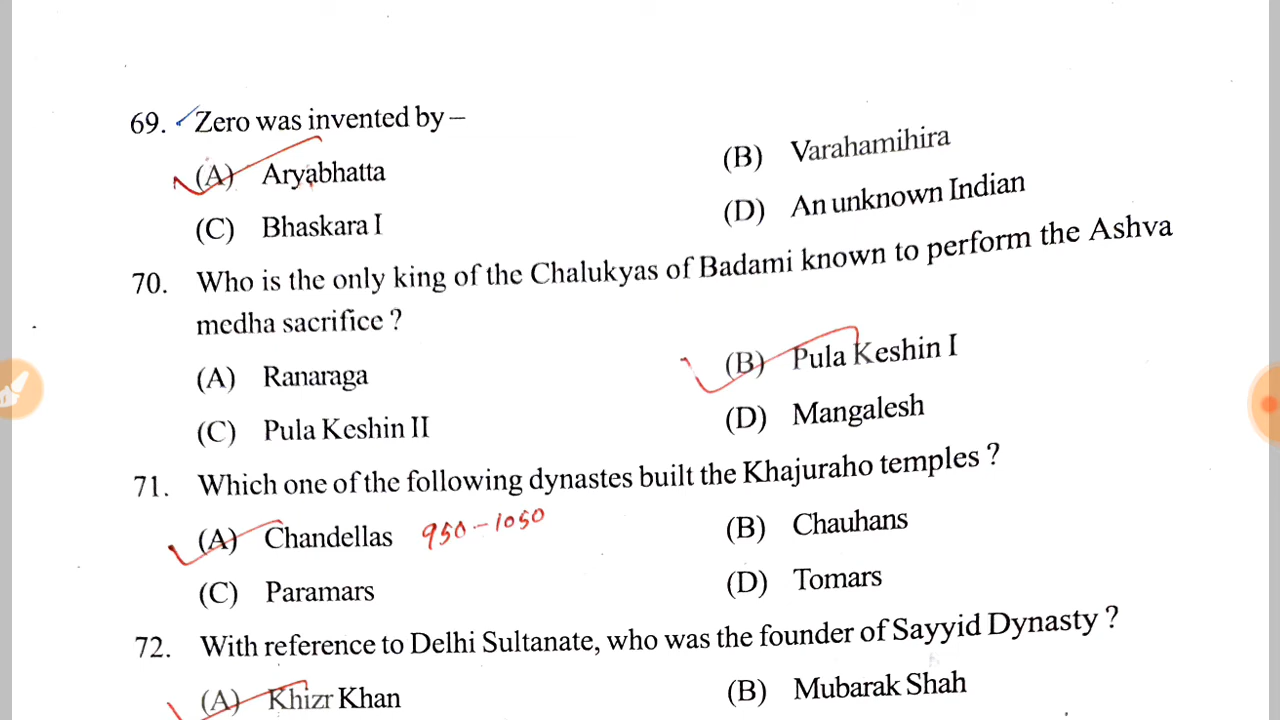 69. Zero was invented by –
(A) Aryabhatta (B) Varahamihira
(C) Bhaskara I (D) An unknown Indian
70. Who is the only king of the Chalukyas of Badami known to perform the Ashva
medha sacrifice ?
(A) Ranaraga (B) Pula Keshin I
(C) Pula Keshin II (D) Mangalesh
71. Which one of the following dynastes built the Khajuraho temples ?
(A) Chandellas 950-1050 (B) Chauhans
(C) Paramars (D) Tomars
72. With reference to Delhi Sultanate, who was the founder of Sayyid Dynasty ?
(A) Khizr Khan (B) Mubarak Shah